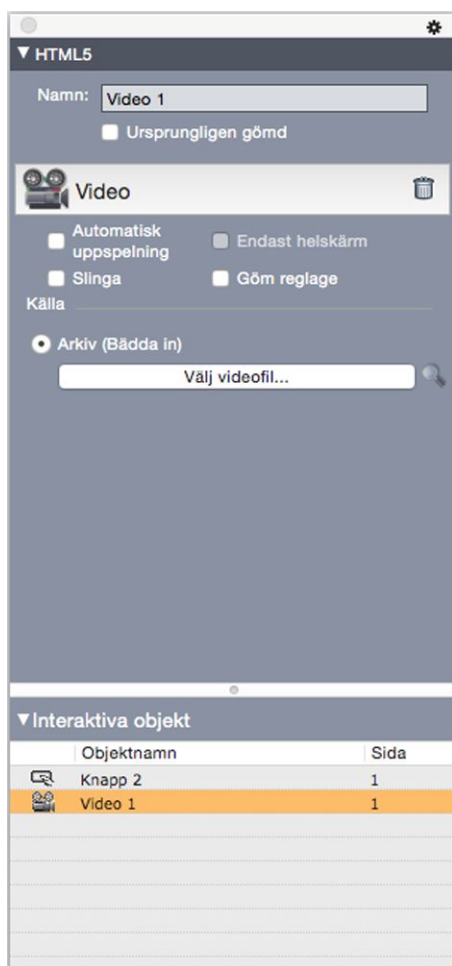 HTML5
Namn: Video 1
Ursprungligen gömd
Video
Automatisk
uppspelning
Endast helskärm
Slinga
Göm reglage
Källa
Arkiv (Bädda in)
Välj videofil...
Interaktiva objekt
Objektnamn Sida
Knapp 2 1
Video 1 1